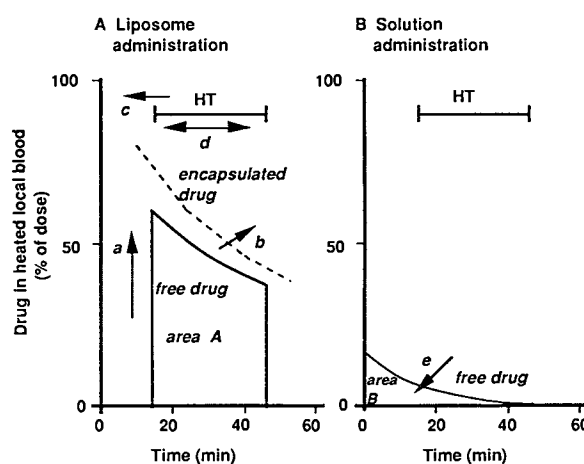 A Liposome
administration
B Solution
administration
Drug in heated local blood
(% of dose)
100
50
0
c
HT
d
encapsulated
drug
a
b
free drug
area A
0
20
40
60
Time (min)
100
50
0
HT
e
free drug
area
B
0
20
40
60
Time (min)